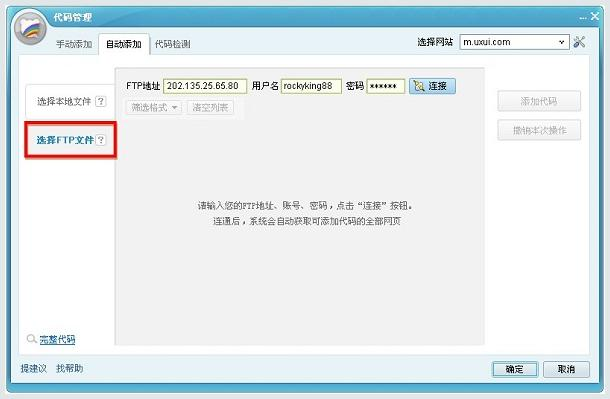 代码管理
手动添加 自动添加 代码检测 选择网站 m.uxui.com
FTP地址 202.135.25.65.80 用户名 rockyking88 密码 ****** 连接
选择本地文件 ? 筛选格式 清空列表 添加代码
选择FTP文件 ? 撤销本次操作
请输入您的FTP地址、账号、密码，点击“连接”按钮。
连通后，系统会自动获取可添加代码的全部网页
完整代码
提建议 找帮助 确定 取消